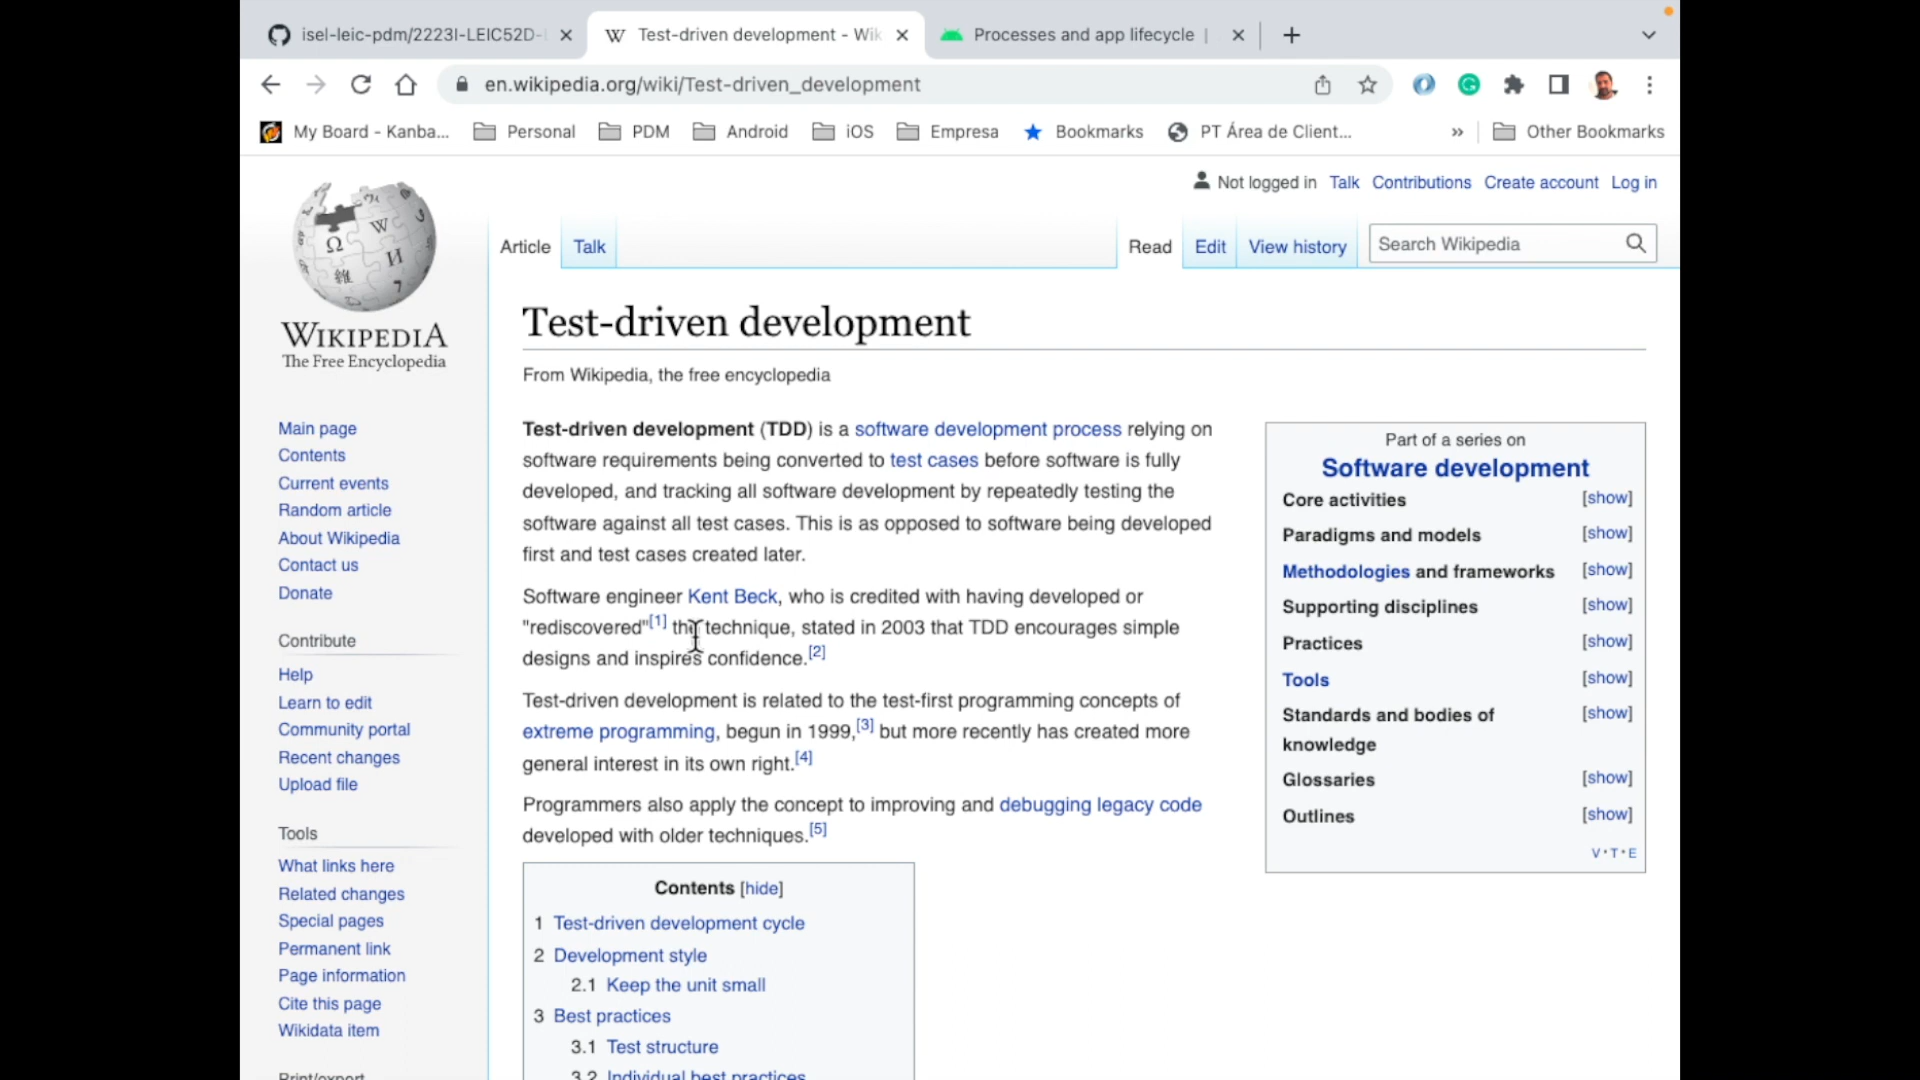 isel-leic-pdm/2223I-LEIC52D-
Test-driven development - Wik
Processes and app lifecycle |
en.wikipedia.org/wiki/Test-driven_development
My Board - Kanba... Personal PDM Android iOS Empresa Bookmarks PT Área de Client... » Other Bookmarks
Not logged in Talk Contributions Create account Log in
Article Talk Read Edit View history Search Wikipedia
WIKIPEDIA
The Free Encyclopedia
Main page
Contents
Current events
Random article
About Wikipedia
Contact us
Donate
Contribute
Help
Learn to edit
Community portal
Recent changes
Upload file
Tools
What links here
Related changes
Special pages
Permanent link
Page information
Cite this page
Wikidata item
Print/export
Test-driven development
From Wikipedia, the free encyclopedia
Test-driven development (TDD) is a software development process relying on
software requirements being converted to test cases before software is fully
developed, and tracking all software development by repeatedly testing the
software against all test cases. This is as opposed to software being developed
first and test cases created later.
Software engineer Kent Beck, who is credited with having developed or
"rediscovered"[1] the technique, stated in 2003 that TDD encourages simple
designs and inspires confidence.[2]
Test-driven development is related to the test-first programming concepts of
extreme programming, begun in 1999,[3] but more recently has created more
general interest in its own right.[4]
Programmers also apply the concept to improving and debugging legacy code
developed with older techniques.[5]
Contents [hide]
1 Test-driven development cycle
2 Development style
2.1 Keep the unit small
3 Best practices
3.1 Test structure
3.2 Individual best practices
Part of a series on
Software development
Core activities [show]
Paradigms and models [show]
Methodologies and frameworks [show]
Supporting disciplines [show]
Practices [show]
Tools [show]
Standards and bodies of [show]
knowledge
Glossaries [show]
Outlines [show]
V·T·E